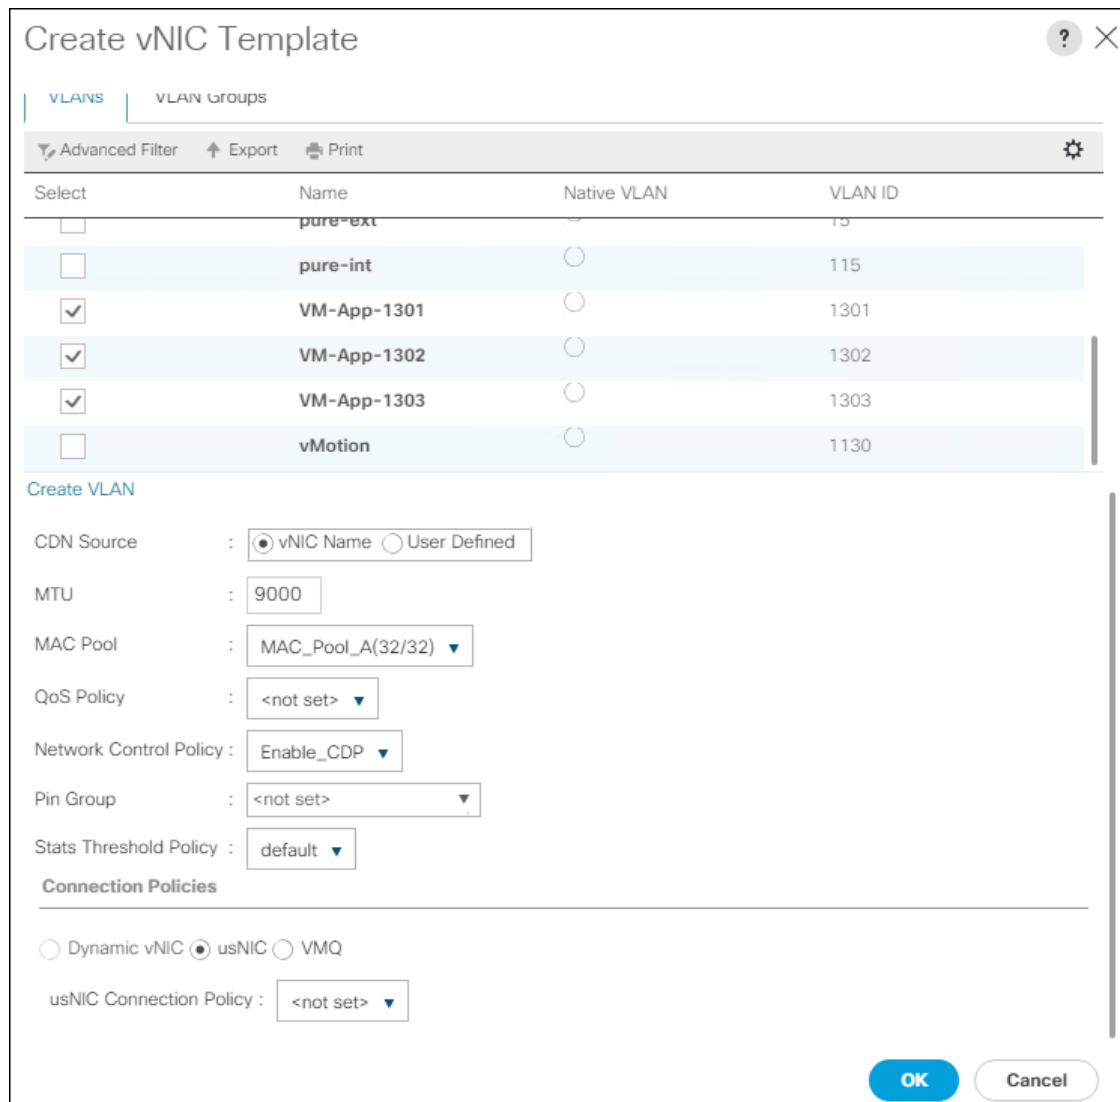 Create vNIC Template ?
VLANs VLAN Groups
Advanced Filter Export Print
Select Name Native VLAN VLAN ID
pure-ext 15
pure-int 115
VM-App-1301 1301
VM-App-1302 1302
VM-App-1303 1303
vMotion 1130
Create VLAN
CDN Source : vNIC Name User Defined
MTU : 9000
MAC Pool : MAC_Pool_A(32/32)
QoS Policy : <not set>
Network Control Policy : Enable_CDP
Pin Group : <not set>
Stats Threshold Policy : default
Connection Policies
Dynamic vNIC usNIC VMQ
usNIC Connection Policy : <not set>
OK Cancel